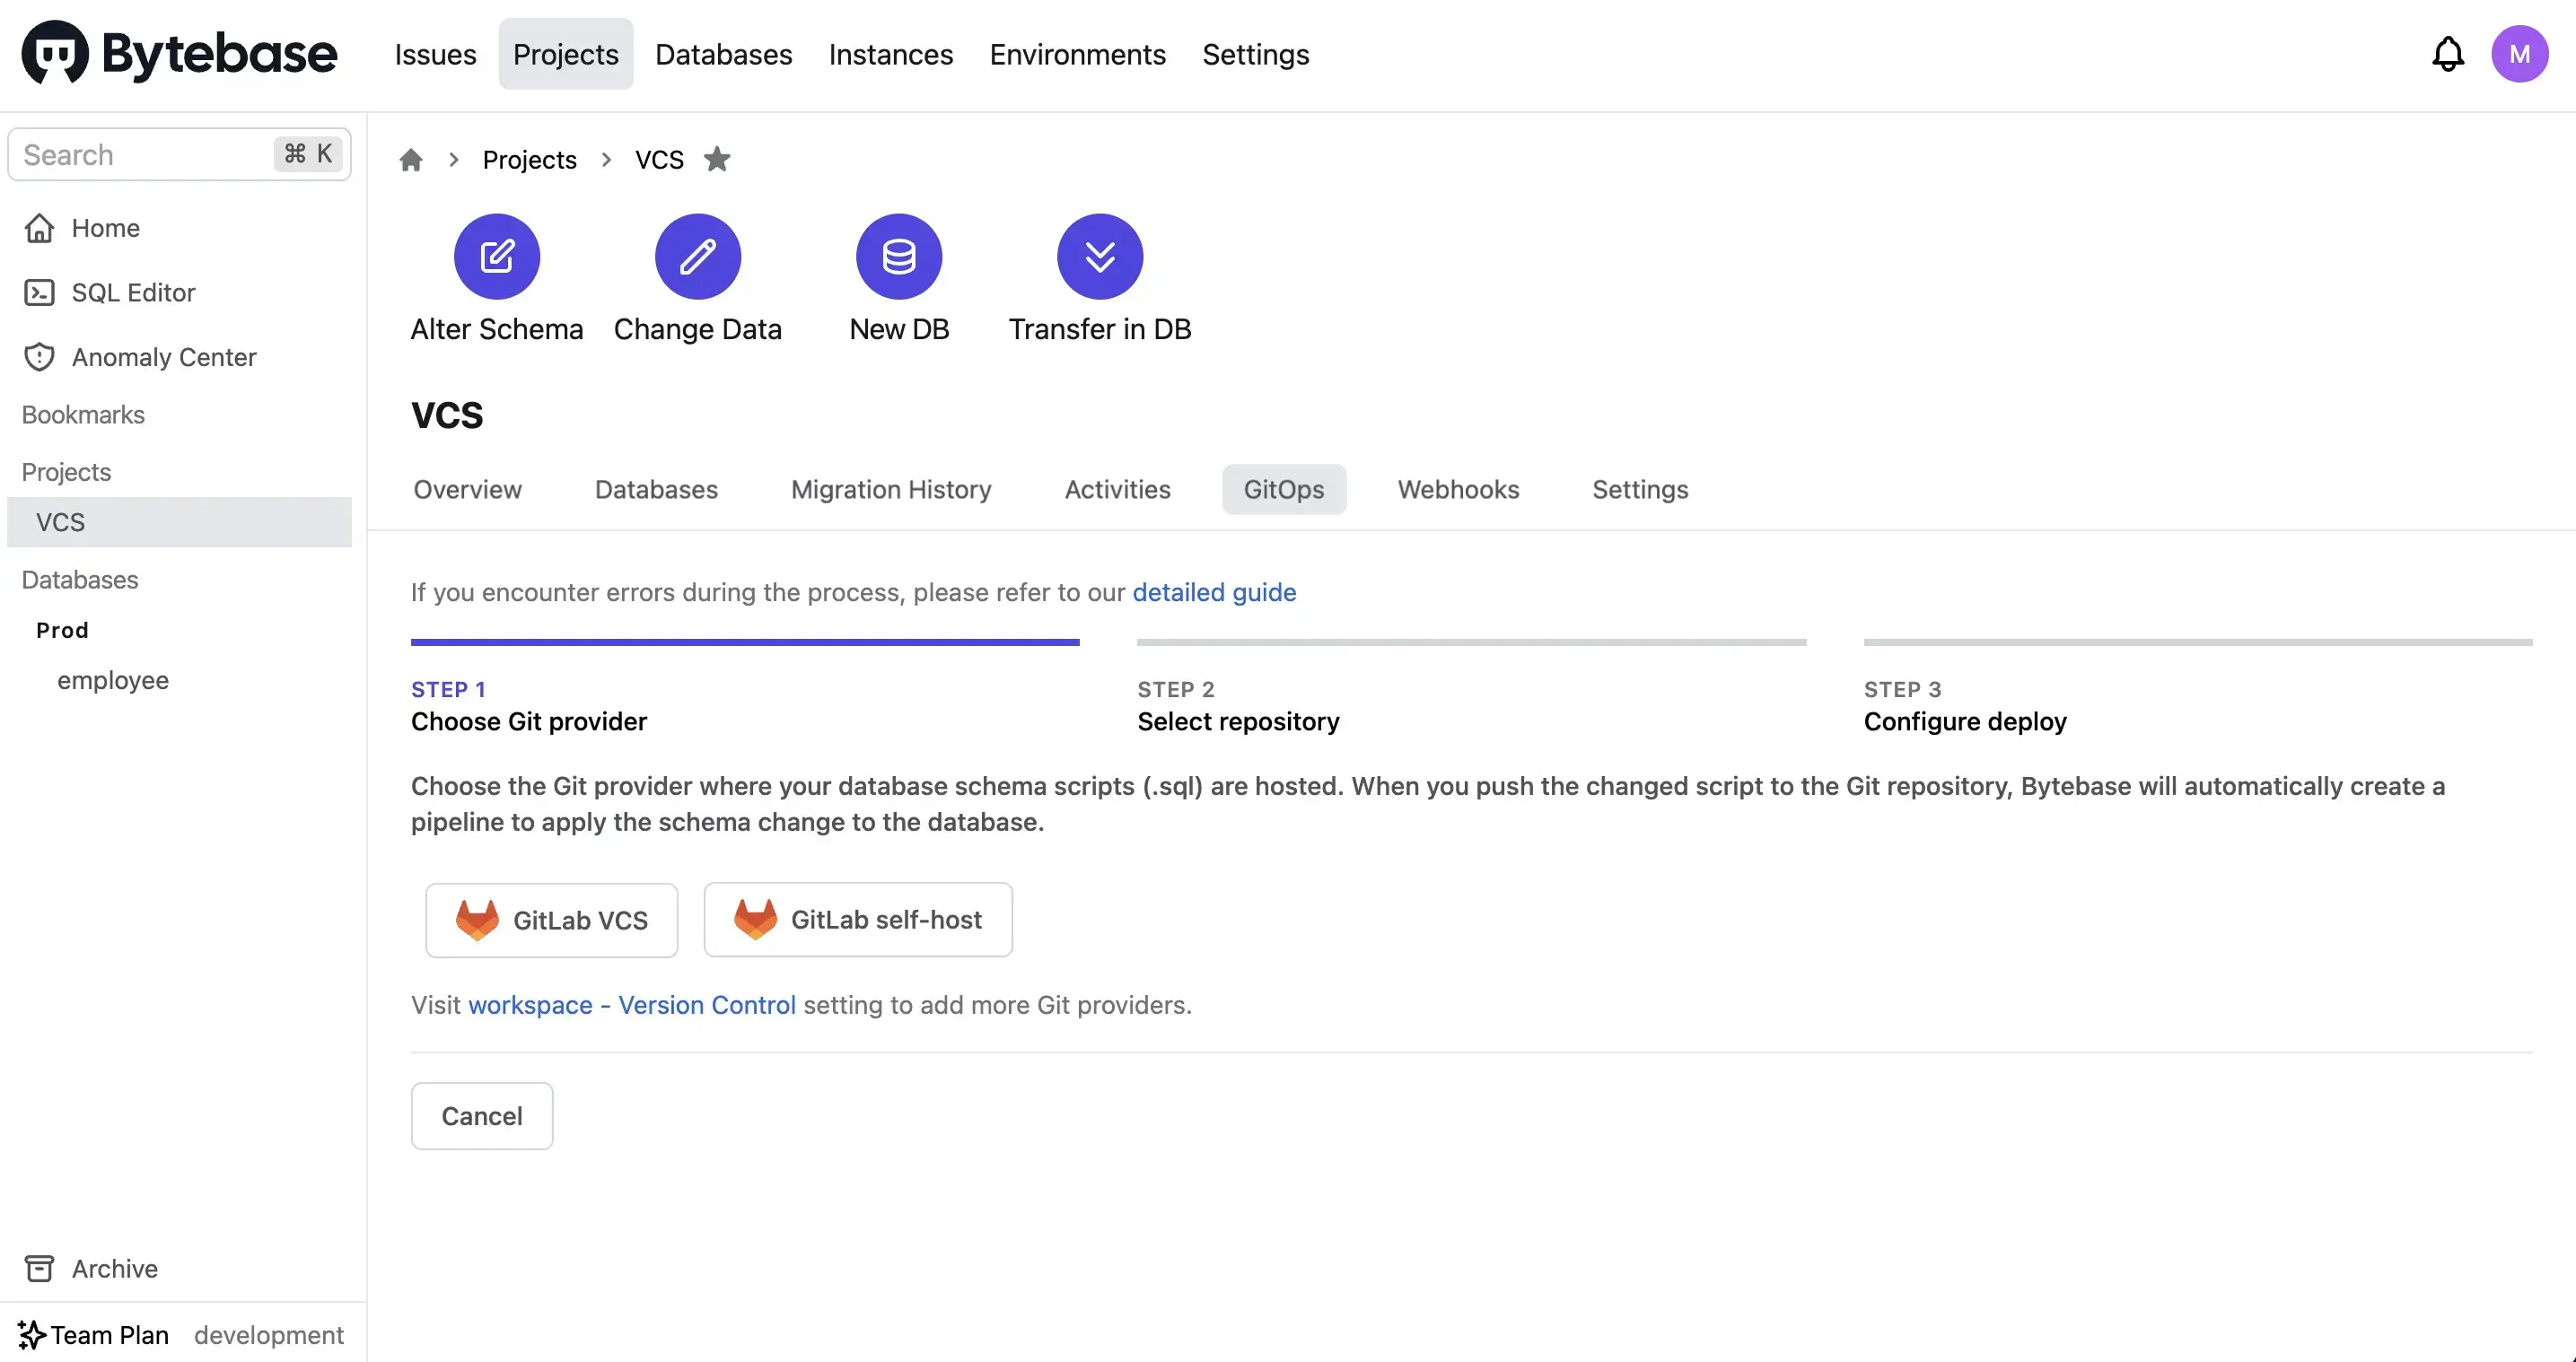 Bytebase
Issues
Projects
Databases
Instances
Environments
Settings
M
Search
⌘ K
Home
SQL Editor
Anomaly Center
Bookmarks
Projects
VCS
Databases
Prod
employee
Archive
Team Plan
development
Projects
VCS
Alter Schema
Change Data
New DB
Transfer in DB
VCS
Overview
Databases
Migration History
Activities
GitOps
Webhooks
Settings
If you encounter errors during the process, please refer to our detailed guide
STEP 1
Choose Git provider
STEP 2
Select repository
STEP 3
Configure deploy
Choose the Git provider where your database schema scripts (.sql) are hosted. When you push the changed script to the Git repository, Bytebase will automatically create a
pipeline to apply the schema change to the database.
GitLab VCS
GitLab self-host
Visit workspace - Version Control setting to add more Git providers.
Cancel